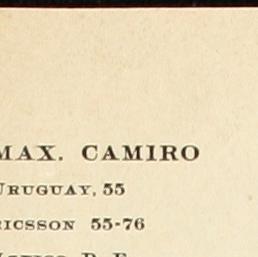 MAX. CAMIRO
URUGUAY, 55
RICSSON 55-76